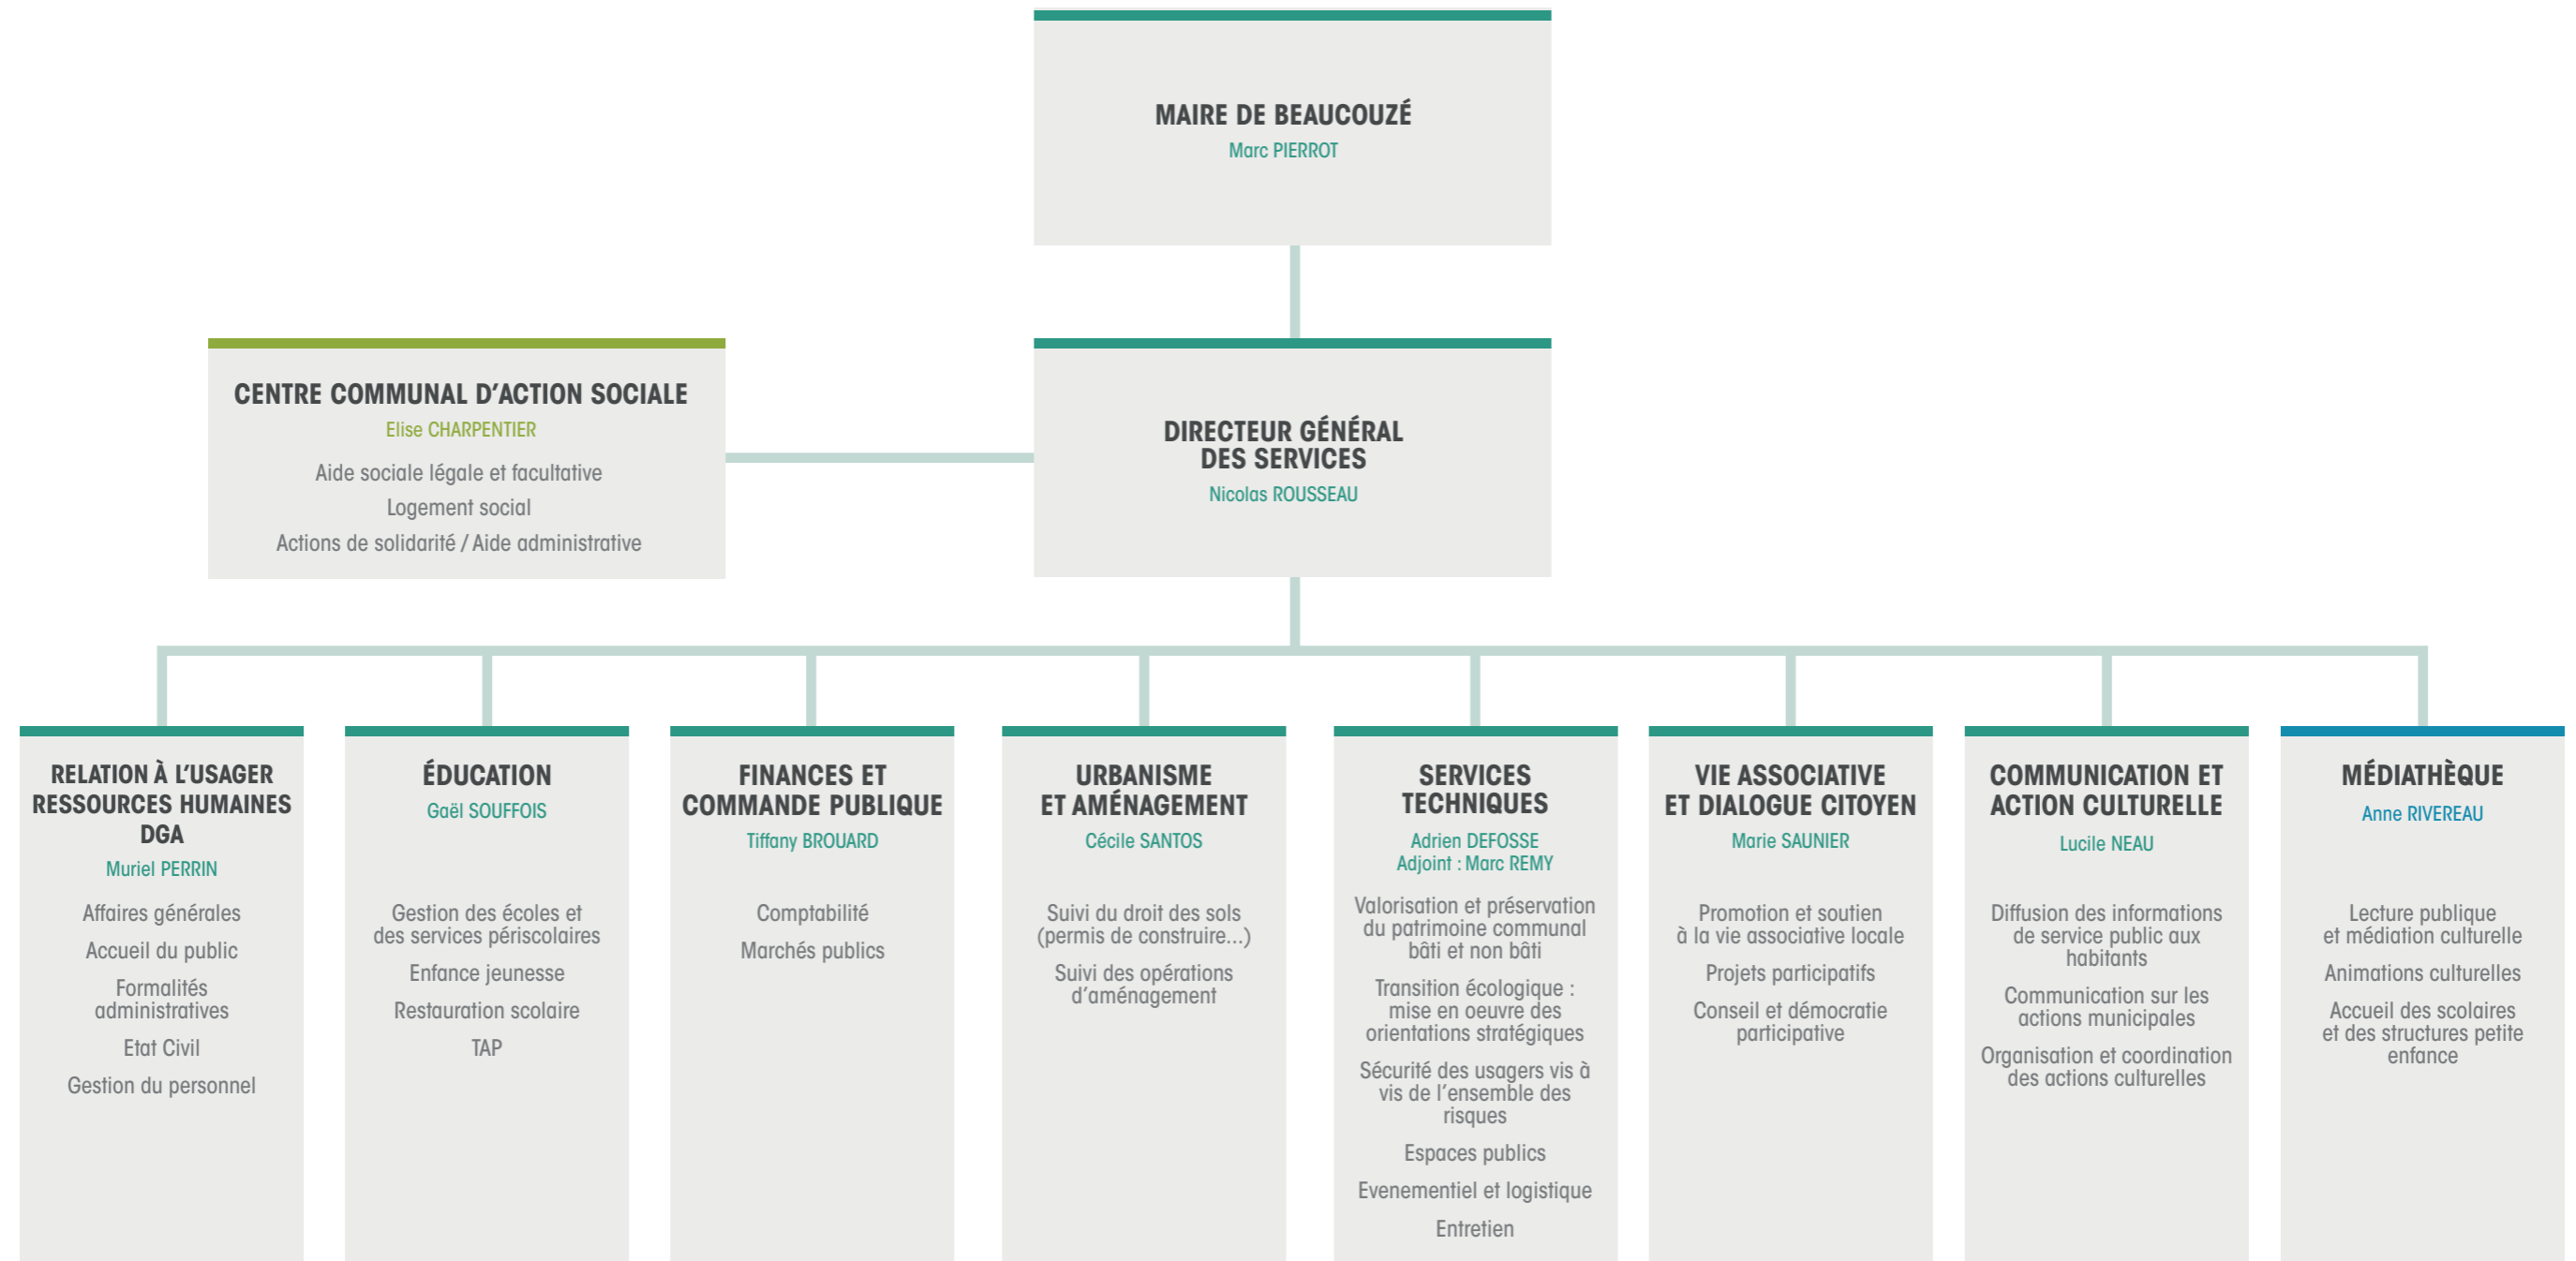 MAIRE DE BEAUCOUZÉ
Marc PIERROT
CENTRE COMMUNAL D’ACTION SOCIALE
Elise CHARPENTIER
Aide sociale légale et facultative
Logement social
Actions de solidarité / Aide administrative
DIRECTEUR GÉNÉRAL
DES SERVICES
Nicolas ROUSSEAU
RELATION À L’USAGER
RESSOURCES HUMAINES
DGA
Muriel PERRIN
Affaires générales
Accueil du public
Formalités
administratives
Etat Civil
Gestion du personnel
ÉDUCATION
Gaël SOUFFOIS
Gestion des écoles et
des services périscolaires
Enfance jeunesse
Restauration scolaire
TAP
FINANCES ET
COMMANDE PUBLIQUE
Tiffany BROUARD
Comptabilité
Marchés publics
URBANISME
ET AMÉNAGEMENT
Cécile SANTOS
Suivi du droit des sols
(permis de construire...)
Suivi des opérations
d’aménagement
SERVICES
TECHNIQUES
Adrien DEFOSSE
Adjoint : Marc REMY
Valorisation et préservation
du patrimoine communal
bâti et non bâti
Transition écologique :
mise en oeuvre des
orientations stratégiques
Sécurité des usagers vis à
vis de l’ensemble des
risques
Espaces publics
Evenementiel et logistique
Entretien
VIE ASSOCIATIVE
ET DIALOGUE CITOYEN
Marie SAUNIER
Promotion et soutien
à la vie associative locale
Projets participatifs
Conseil et démocratie
participative
COMMUNICATION ET
ACTION CULTURELLE
Lucile NEAU
Diffusion des informations
de service public aux
habitants
Communication sur les
actions municipales
Organisation et coordination
des actions culturelles
MÉDIATHÈQUE
Anne RIVEREAU
Lecture publique
et médiation culturelle
Animations culturelles
Accueil des scolaires
et des structures petite
enfance